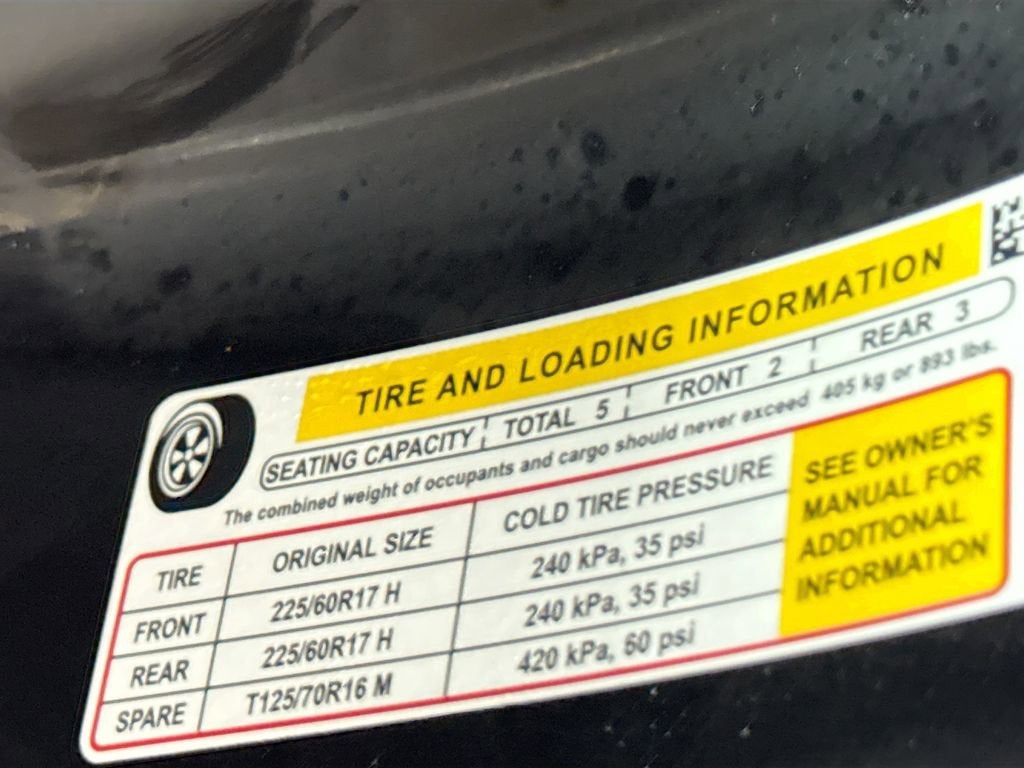 TIRE AND LOADING INFORMATION
SEATING CAPACITY TOTAL 5 FRONT 2 REAR 3
The combined weight of occupants and cargo should never exceed 405 kg or 893 lbs.
TIRE ORIGINAL SIZE COLD TIRE PRESSURE
FRONT 225/60R17 H 240 kPa, 35 psi
REAR 225/60R17 H 240 kPa, 35 psi
SPARE T125/70R16 M 420 kPa, 60 psi
SEE OWNER'S
MANUAL FOR
ADDITIONAL
INFORMATION